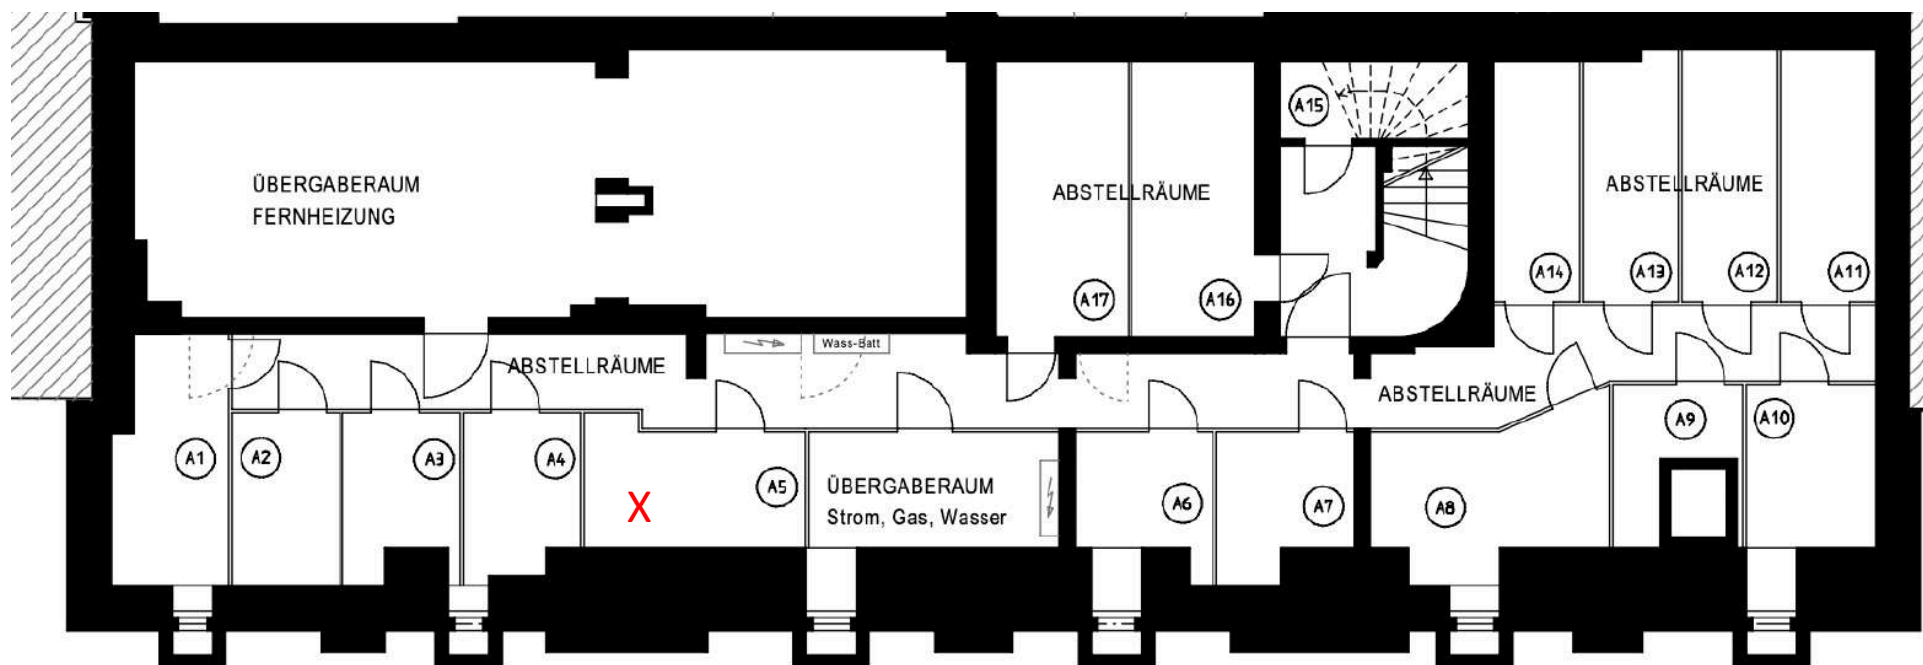 A15
ÜBERGABERAUM
FERNHEIZUNG
ABSTELLRÄUME
ABSTELLRÄUME
A17
A16
A14
A13
A12
A11
Wass-Batt
ABSTELLRÄUME
ABSTELLRÄUME
A1
A2
A3
A4
A5
X
ÜBERGABERAUM
Strom, Gas, Wasser
A6
A7
A8
A9
A10